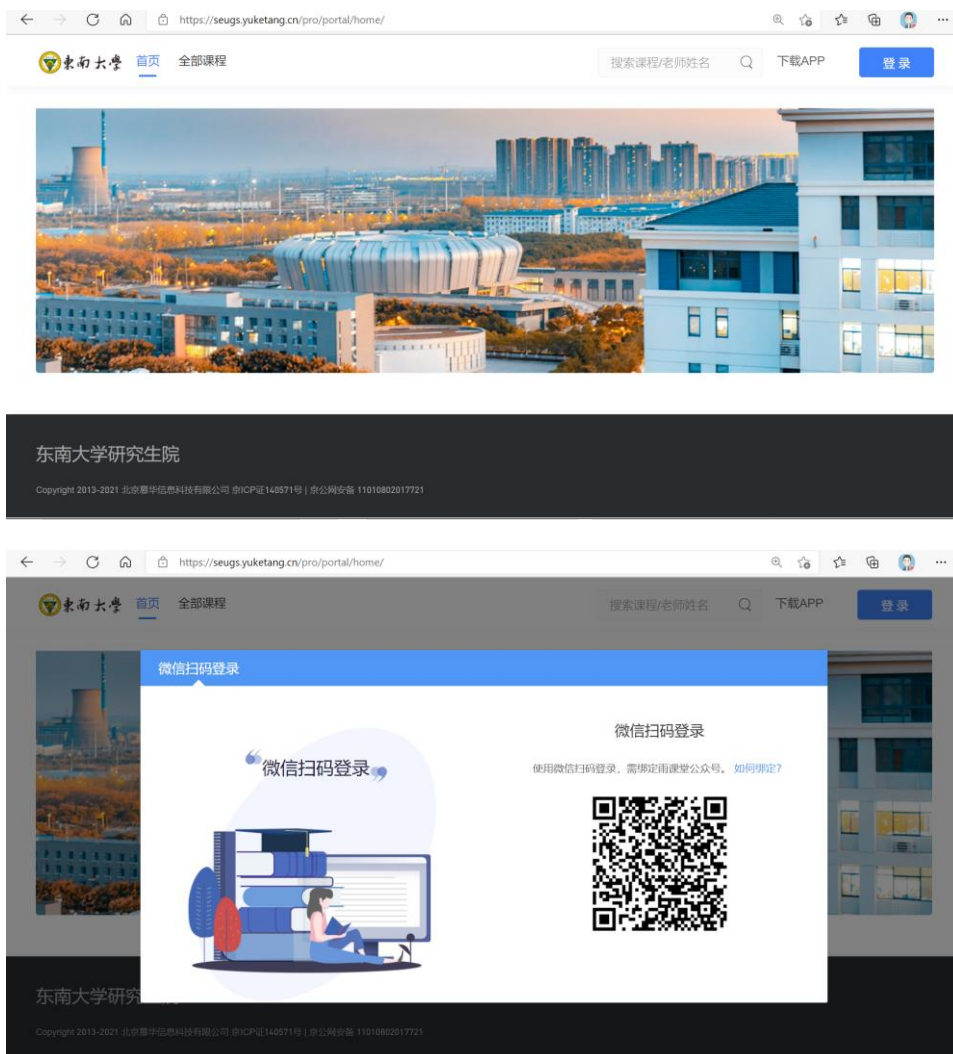 https://seugs.yuketang.cn/pro/portal/home/
東南大學 首页 全部课程 搜索课程/老师姓名 下载APP 登录
东南大学研究生院
Copyright 2013-2021 北京慕华信息科技有限公司 京ICP证140571号 | 京公网安备 11010802017721
https://seugs.yuketang.cn/pro/portal/home/
東南大學 首页 全部课程 搜索课程/老师姓名 下载APP 登录
微信扫码登录
微信扫码登录
“微信扫码登录”
使用微信扫码登录，需绑定雨课堂公众号。 如何绑定?
东南大学研究
Copyright 2013-2021 北京慕华信息科技有限公司 京ICP证140571号 | 京公网安备 11010802017721